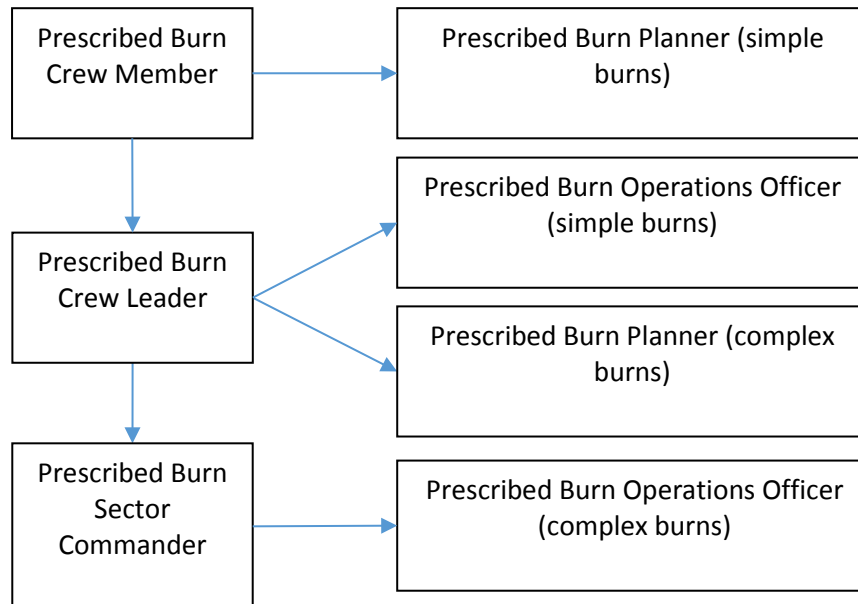 Prescribed Burn
Crew Member
Prescribed Burn Planner (simple
burns)
Prescribed Burn Operations Officer
(simple burns)
Prescribed Burn
Crew Leader
Prescribed Burn Planner (complex
burns)
Prescribed Burn
Sector
Commander
Prescribed Burn Operations Officer
(complex burns)